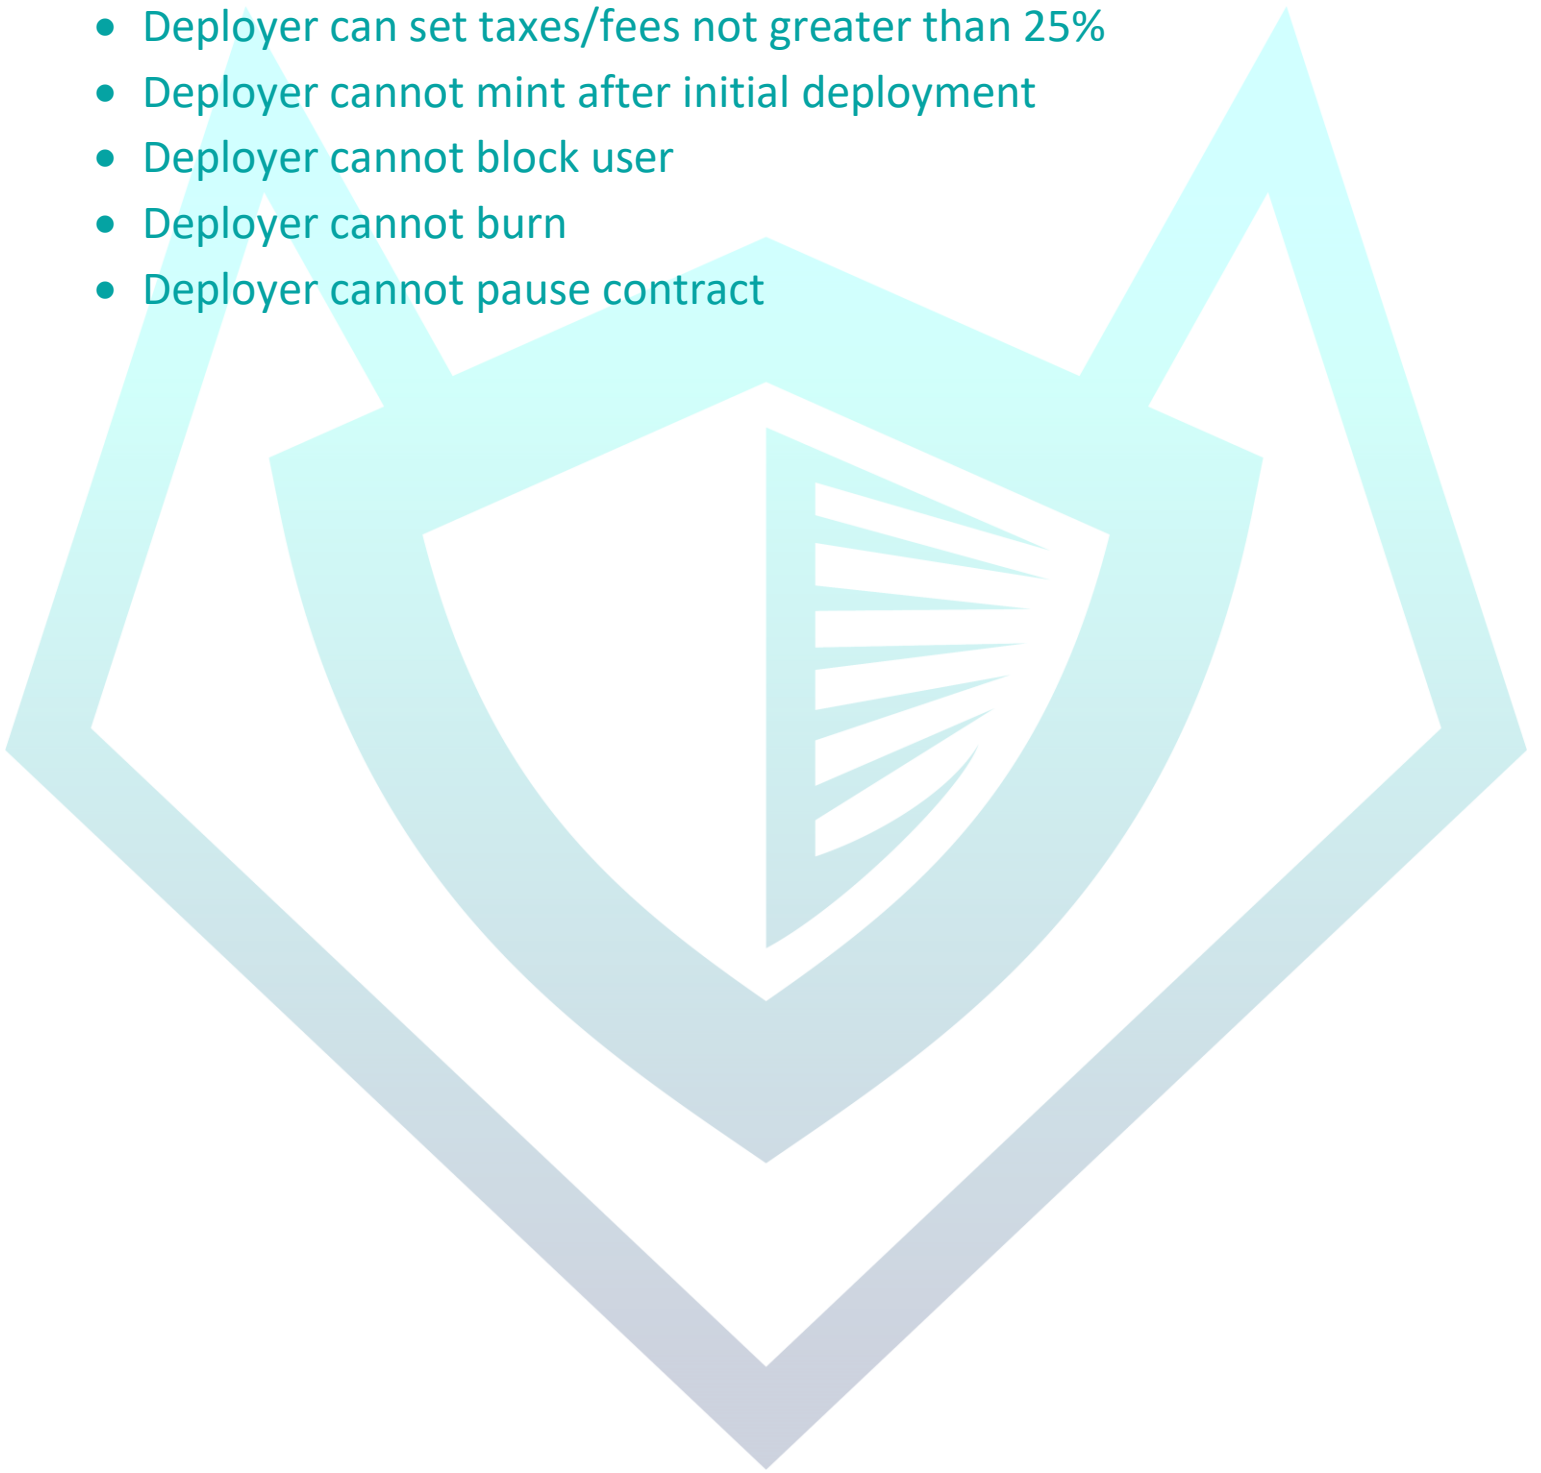 • Deployer can set taxes/fees not greater than 25%
• Deployer cannot mint after initial deployment
• Deployer cannot block user
• Deployer cannot burn
• Deployer cannot pause contract